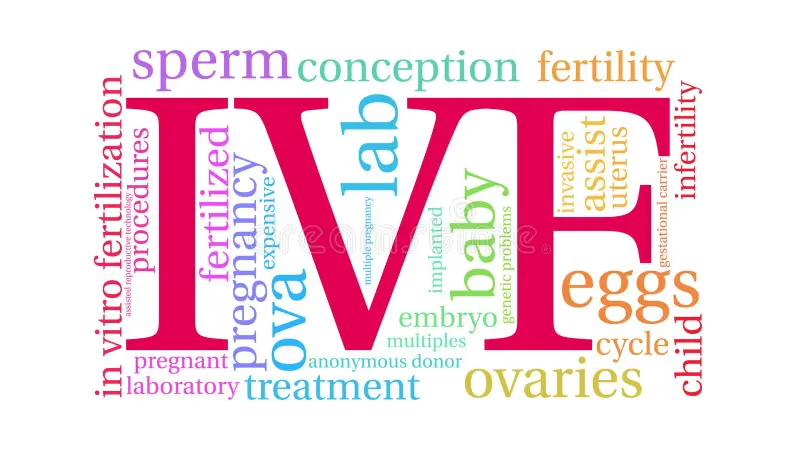 sperm
conception
fertility
in vitro fertilization
assisted reproductive technology
procedures
fertilized
pregnancy
expensive
ova
IVF
lab
multiple pregnancy
implanted
baby
genetic problems
invasive
assist
uterus
gestational carrier
infertility
eggs
embryo
multiples
cycle
child
pregnant
anonymous donor
laboratory
treatment
ovaries
dreamstime.com